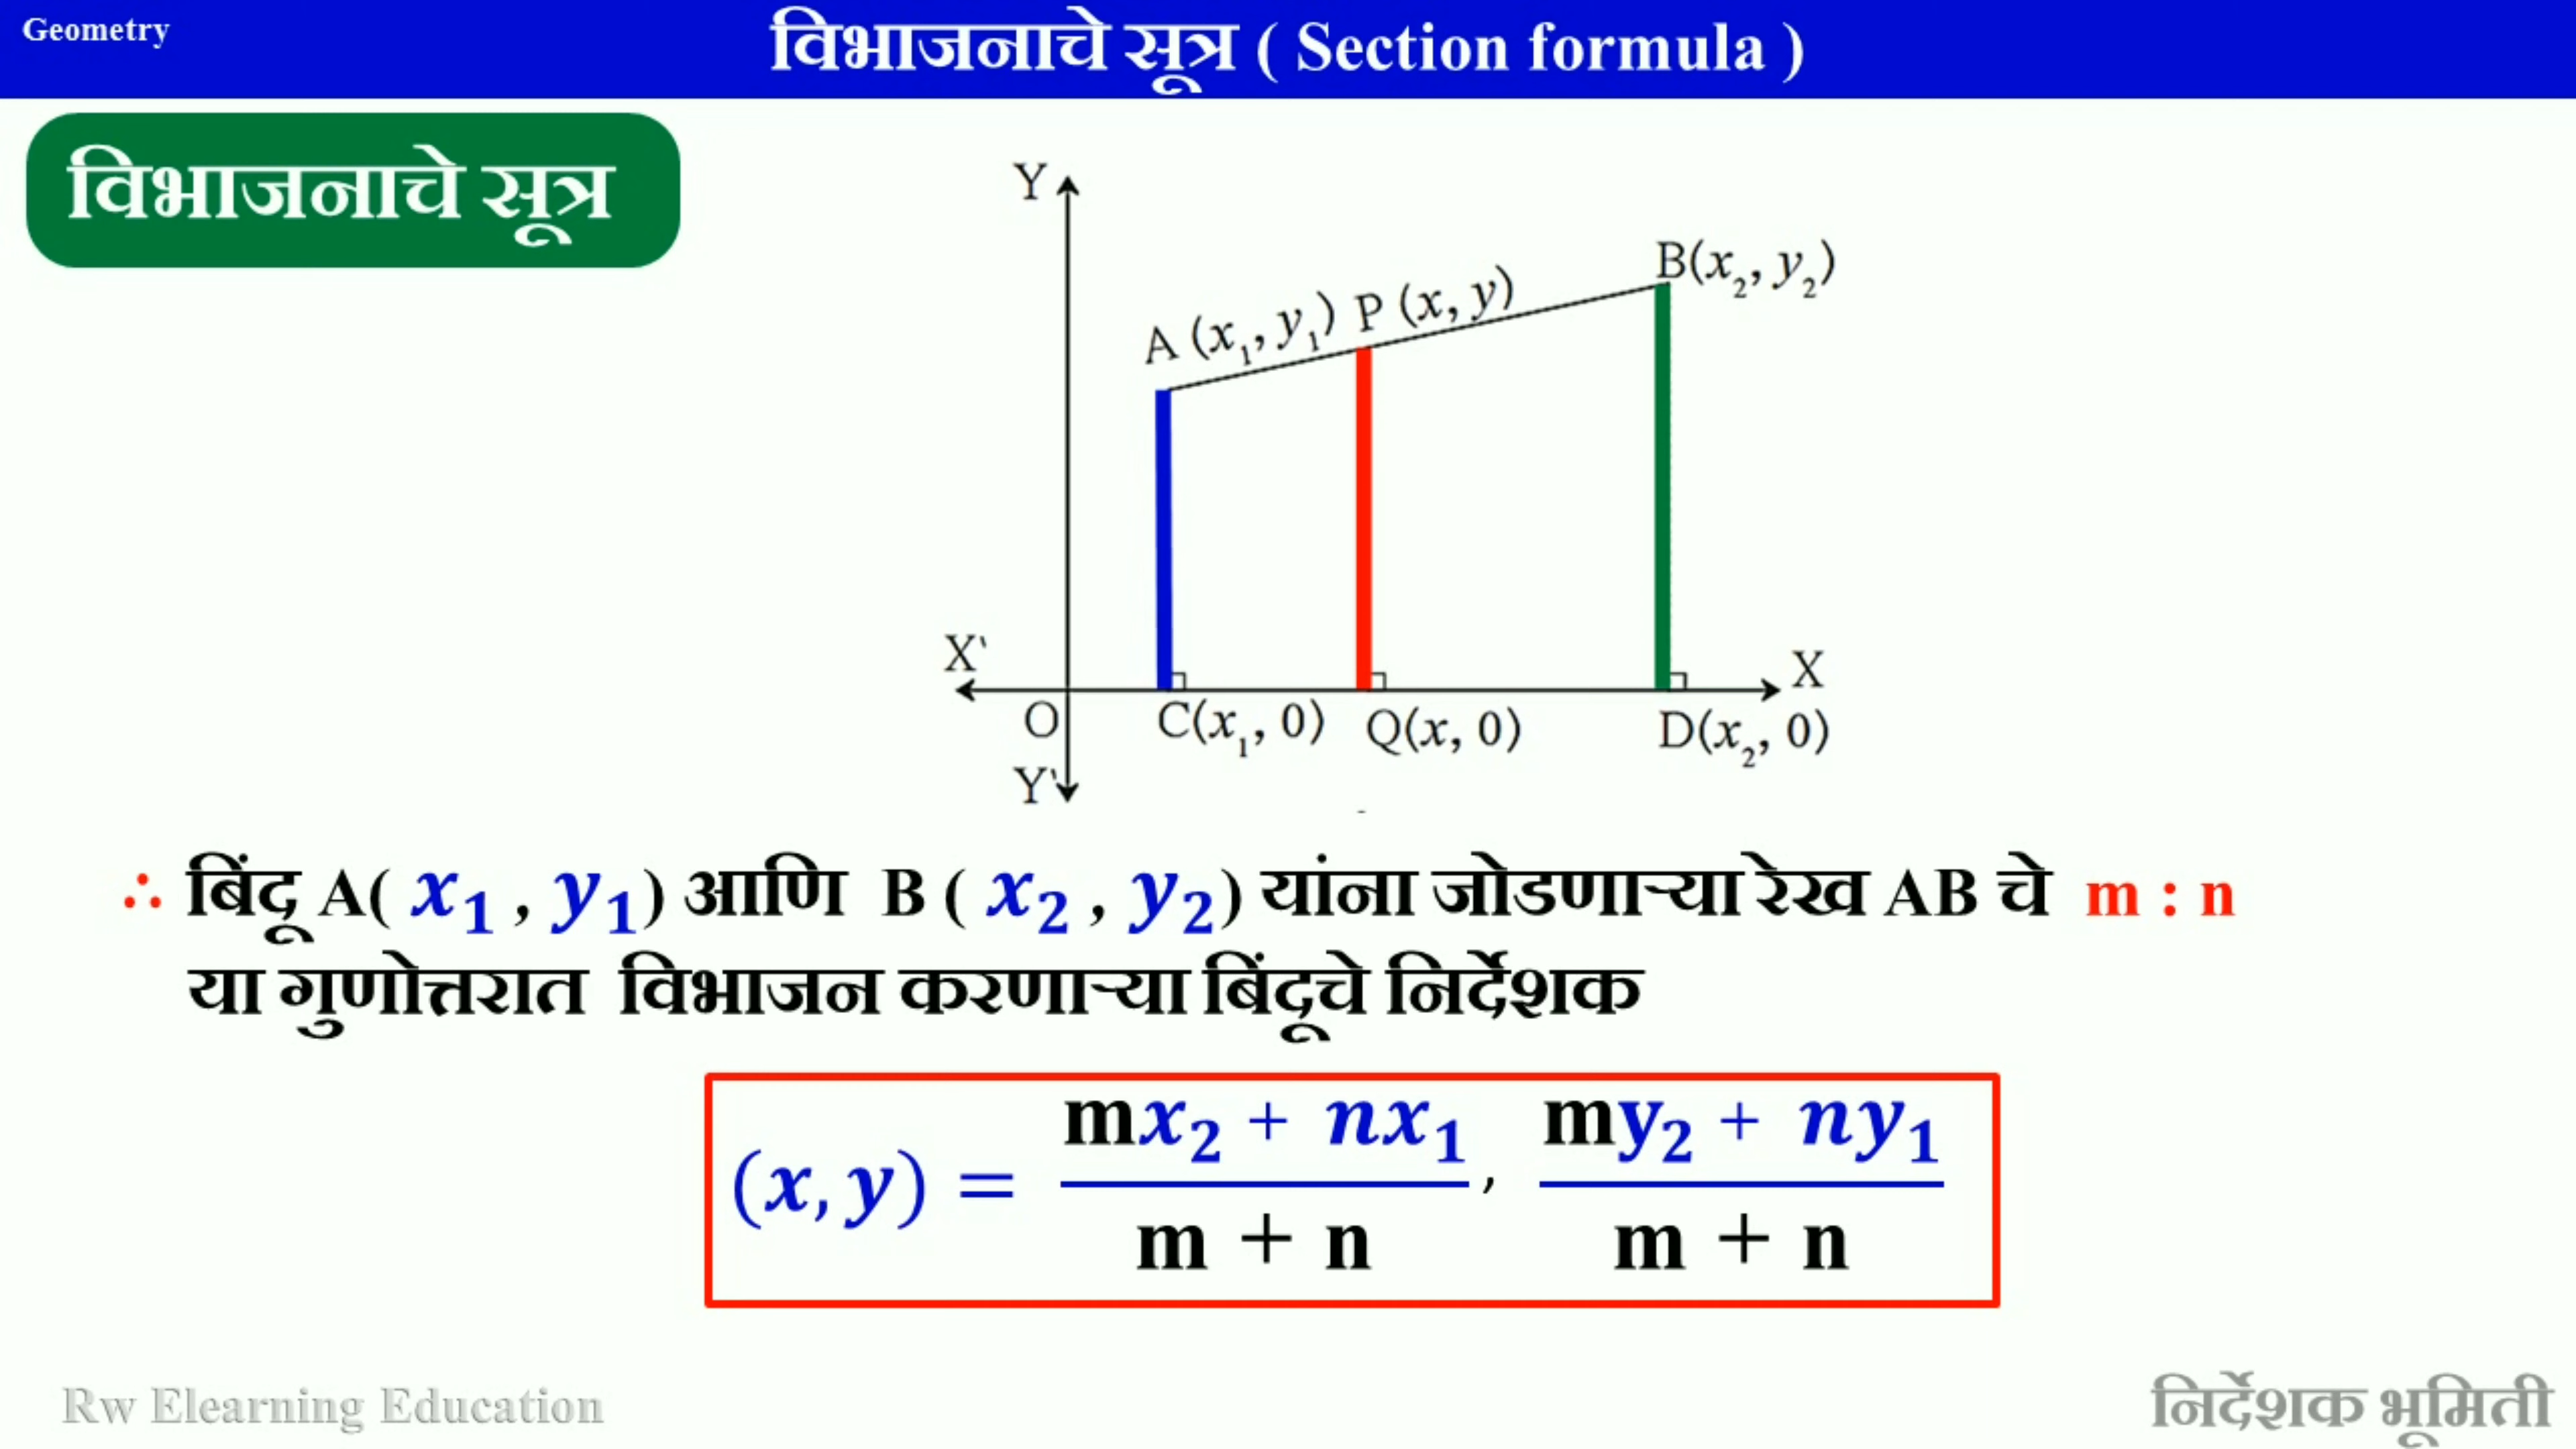 Geometry
विभाजनाचे सूत्र ( Section formula )
विभाजनाचे सूत्र
Y
B(x₂, y₂)
A (x₁, y₁) P (x, y)
X'
X
O
C(x₁, 0) Q(x, 0) D(x₂, 0)
Y'
∴ बिंदू A( x₁ , y₁) आणि B ( x₂ , y₂) यांना जोडणाऱ्या रेख AB चे m : n
या गुणोत्तरात विभाजन करणाऱ्या बिंदूचे निर्देशक
mx₂ + nx₁ my₂ + ny₁
(x, y) = ,
m + n m + n
Rw Elearning Education
निर्देशक भूमिती